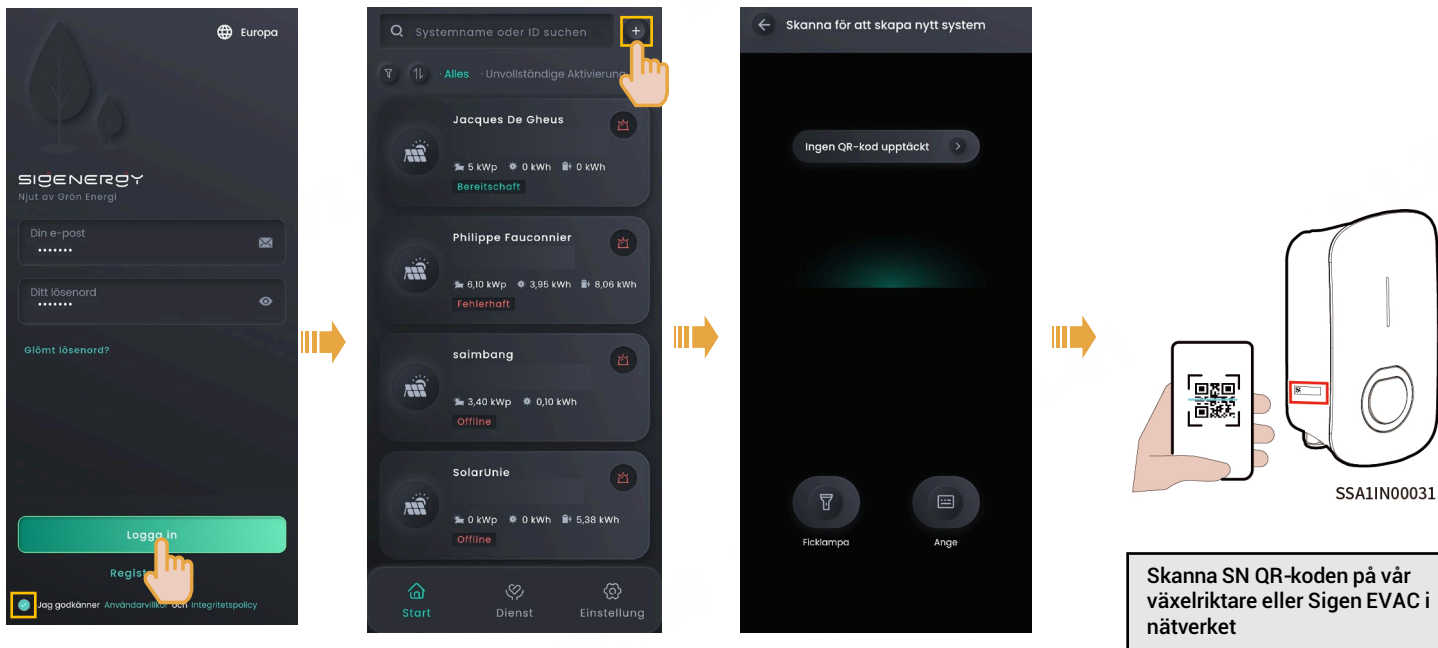 Europa
SIGENERGY
Njut av Grön Energi
Din e-post
Ditt lösenord
Glömt lösenord?
Logga in
Jag godkänner Användarvillkor och Integritetspolicy
Systemname oder ID suchen
Alles · Unvollständige Aktivierung
Jacques De Gheus
5 kWp 0 kWh 0 kWh
Bereitschaft
Philippe Fauconnier
6,10 kWp 3,95 kWh 8,06 kWh
Fehlerhaft
saimbang
3,40 kWp 0,10 kWh
Offline
SolarUnie
0 kWp 0 kWh 5,38 kWh
Offline
Start Dienst Einstellung
Skanna för att skapa nytt system
Ingen QR-kod upptäckt
Ficklampa Ange
SSA1IN00031
Skanna SN QR-koden på vår
växelriktare eller Sigen EVAC i
nätverket